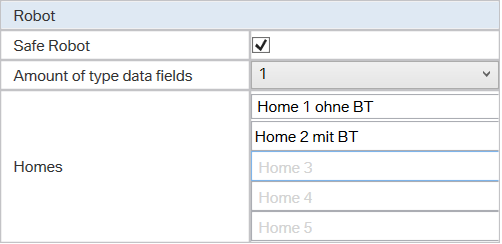 Robot
Safe Robot
Amount of type data fields 1
Homes
Home 1 ohne BT
Home 2 mit BT
Home 3
Home 4
Home 5